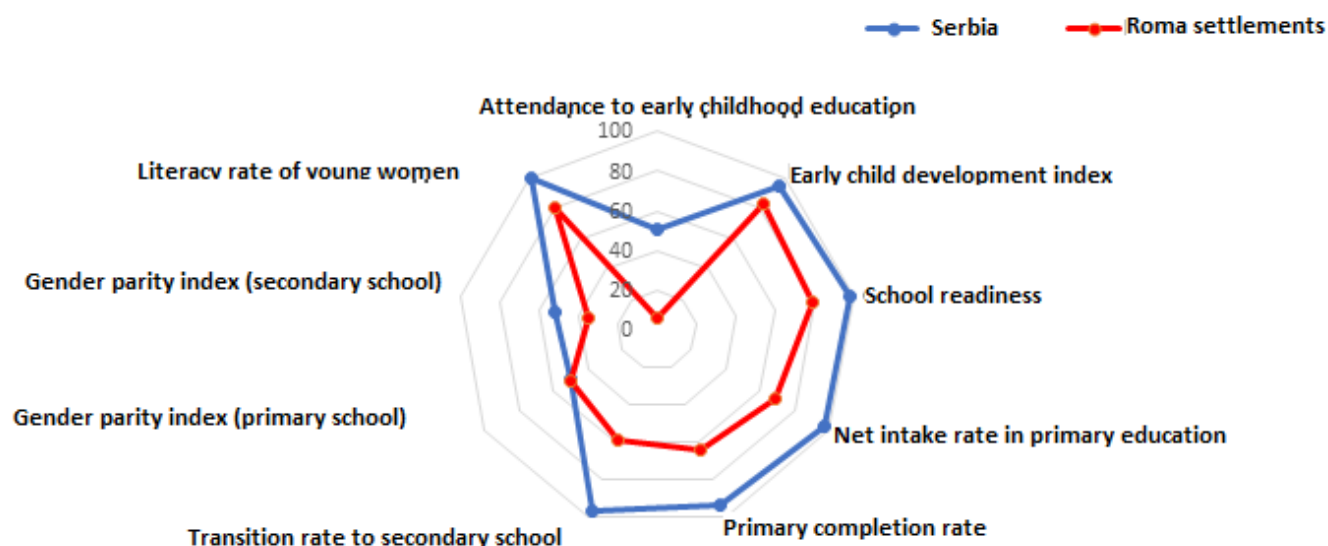 Serbia
Roma settlements
Attendance to early childhood education
100
80
60
40
20
0
Literacy rate of young women
Early child development index
Gender parity index (secondary school)
School readiness
Gender parity index (primary school)
Net intake rate in primary education
Transition rate to secondary school
Primary completion rate